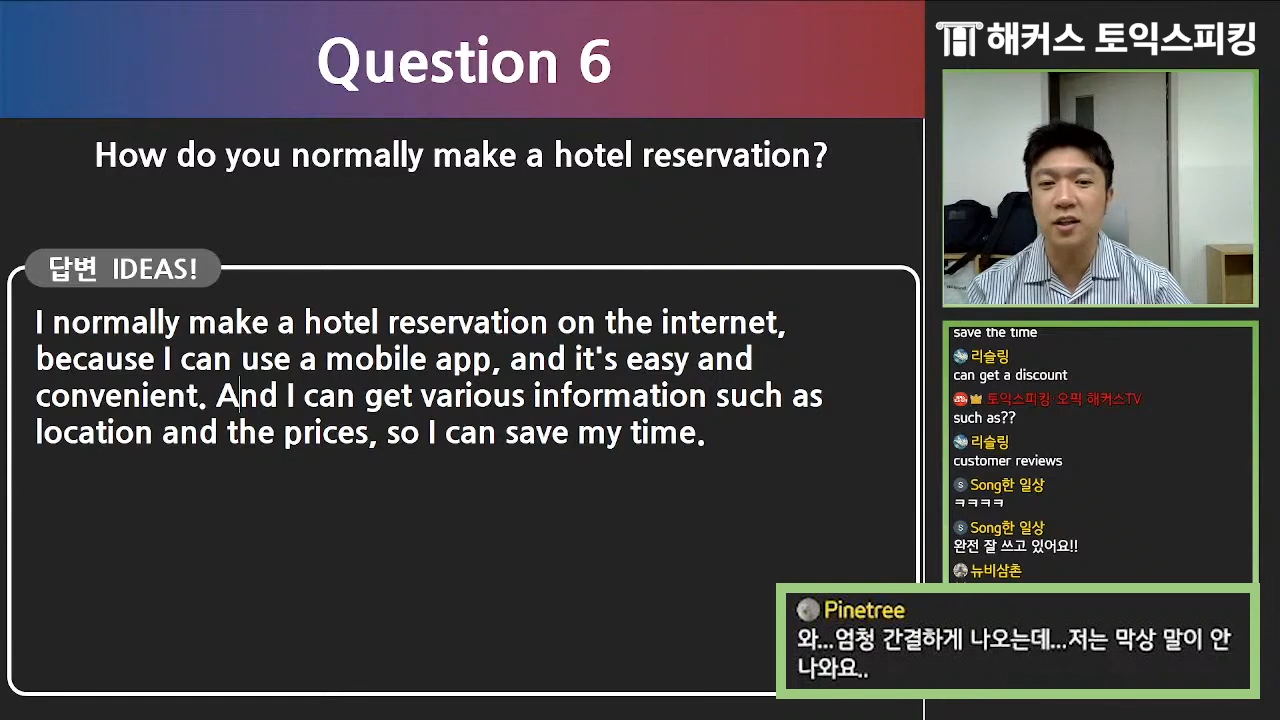 Question 6
How do you normally make a hotel reservation?
답변 IDEAS!
I normally make a hotel reservation on the internet,
because I can use a mobile app, and it's easy and
convenient. And I can get various information such as
location and the prices, so I can save my time.
해커스 토익스피킹
save the time
리슬링
can get a discount
토익스피킹·오픽 해커스TV
such as??
리슬링
customer reviews
S Song한 일상
ㅋㅋㅋㅋ
S Song한 일상
완전 잘 쓰고 있어요!!
뉴비삼촌
Pinetree
와...엄청 간결하게 나오는데...저는 막상 말이 안
나와요..